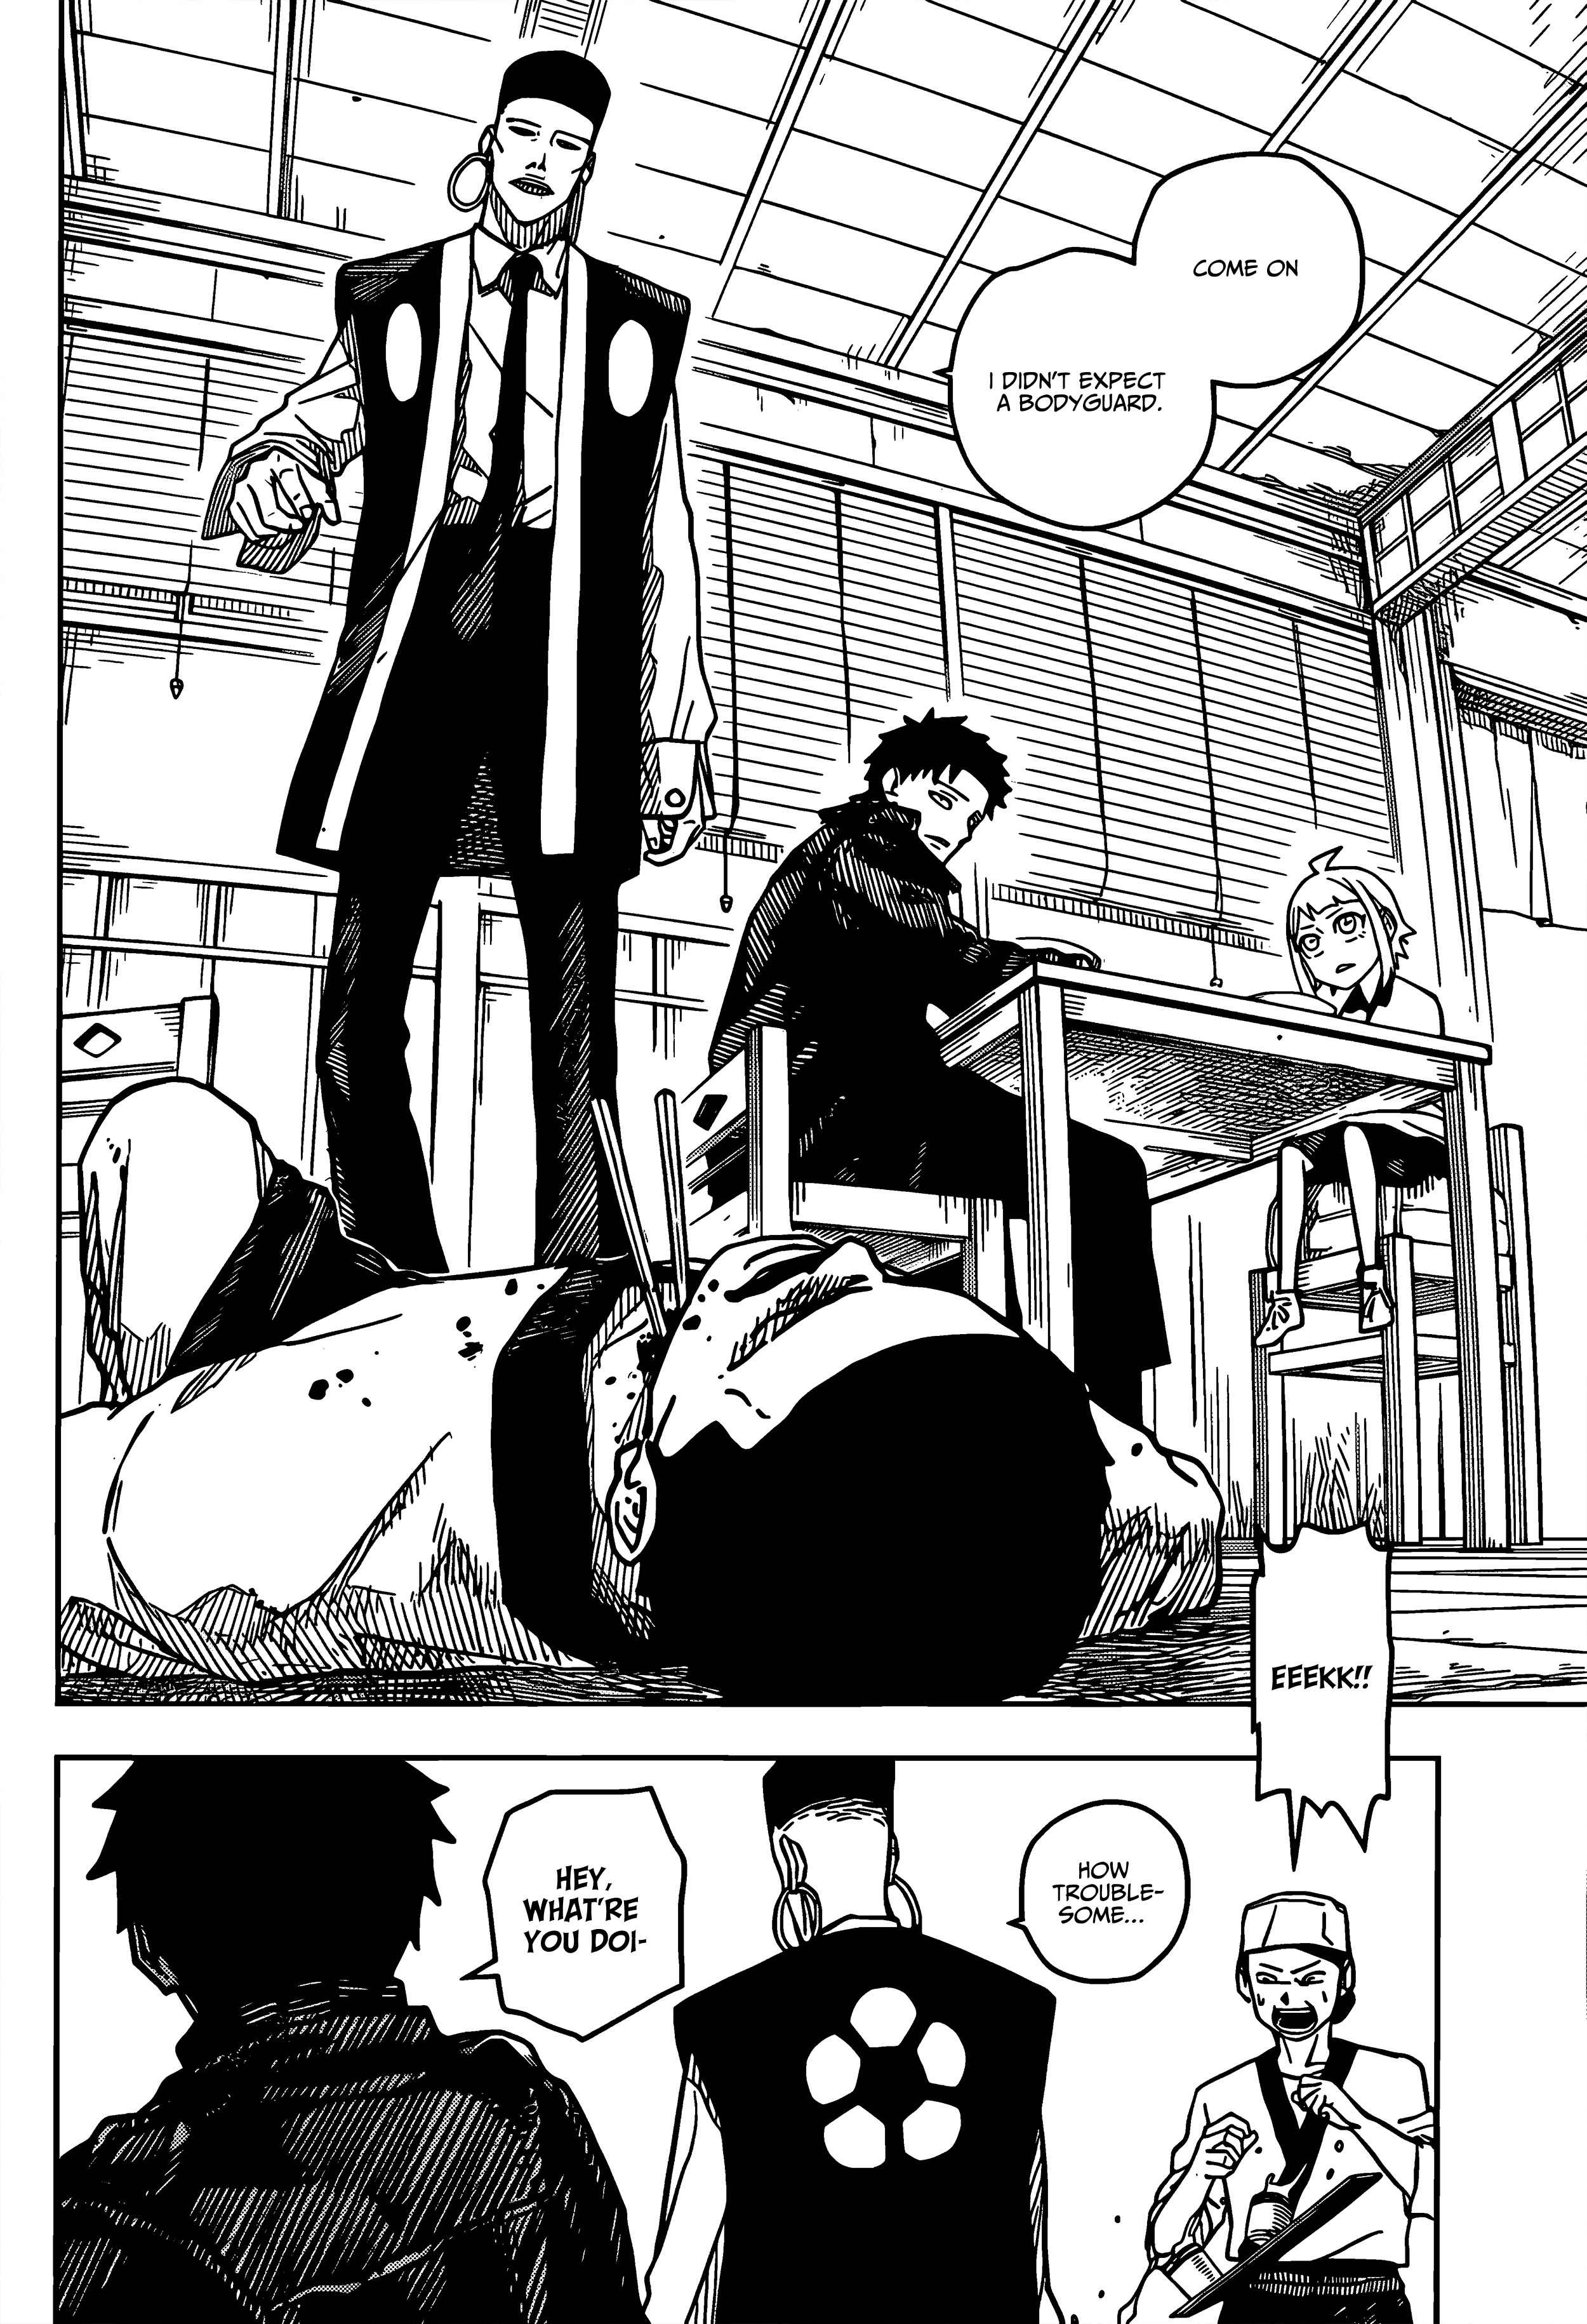 COME ON
I DIDN'T EXPECT
A BODYGUARD.
EEEKK!!
HOW
TROUBLE-
SOME...
HEY,
WHAT'RE
YOU DOI-